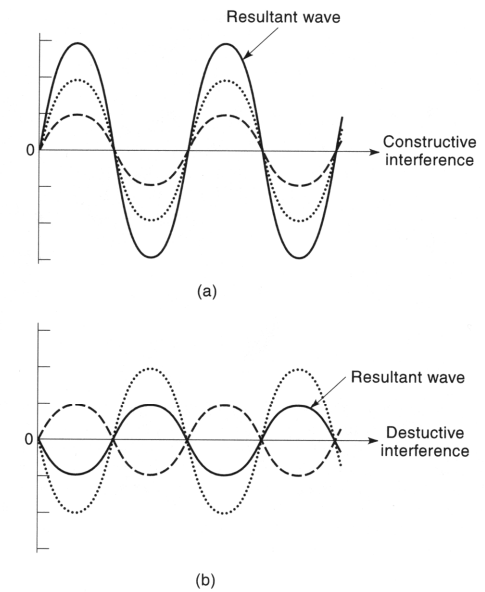 Resultant wave
0
Constructive
interference
(a)
Resultant wave
0
Destuctive
interference
(b)